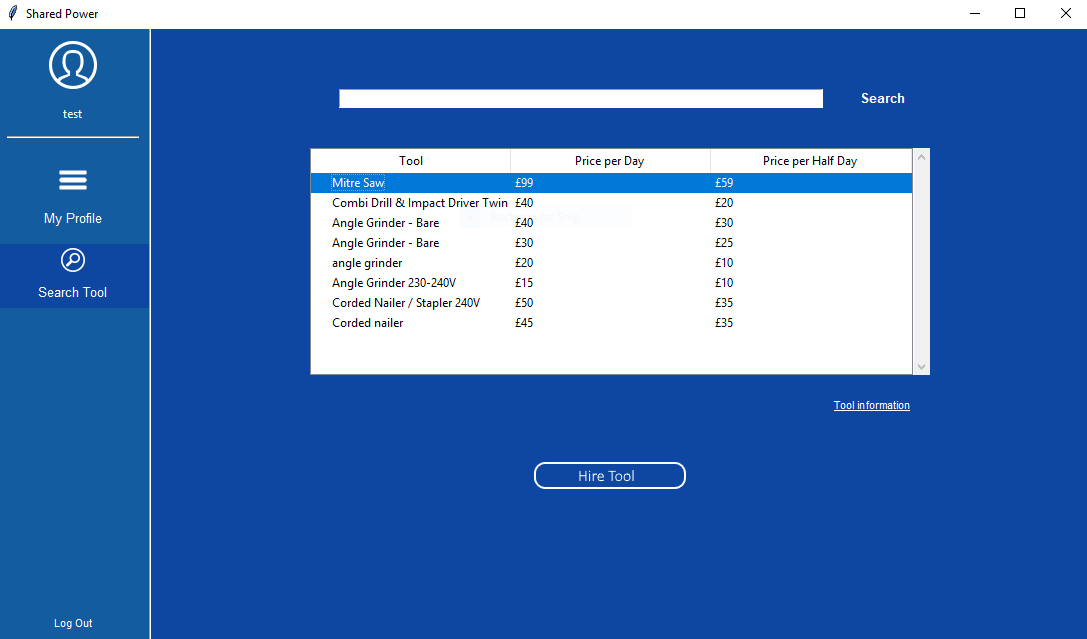 Shared Power
test
My Profile
Search Tool
Log Out
Search
Tool Price per Day Price per Half Day
Mitre Saw £99 £59
Combi Drill & Impact Driver Twin £40 £20
Angle Grinder - Bare £40 £30
Angle Grinder - Bare £30 £25
angle grinder £20 £10
Angle Grinder 230-240V £15 £10
Corded Nailer / Stapler 240V £50 £35
Corded nailer £45 £35
Tool information
Hire Tool